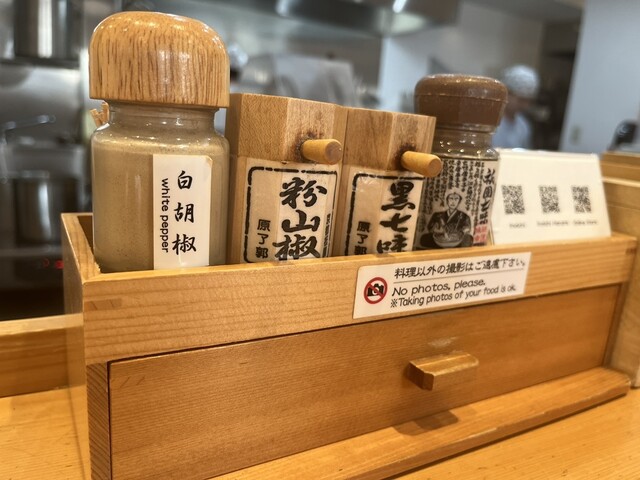 白胡椒
white pepper
粉山椒
原了郭
黒七味
原了郭
料理以外の撮影はご遠慮下さい。
No photos, please.
※Taking photos of your food is ok.